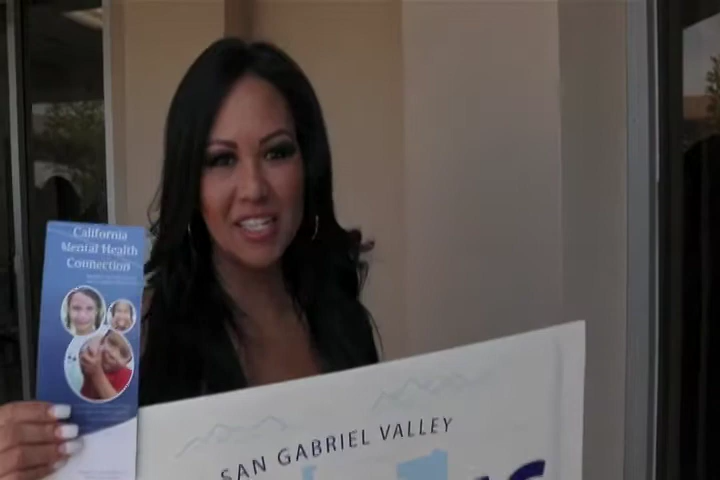 California
Mental Health
Connection
SAN GABRIEL VALLEY